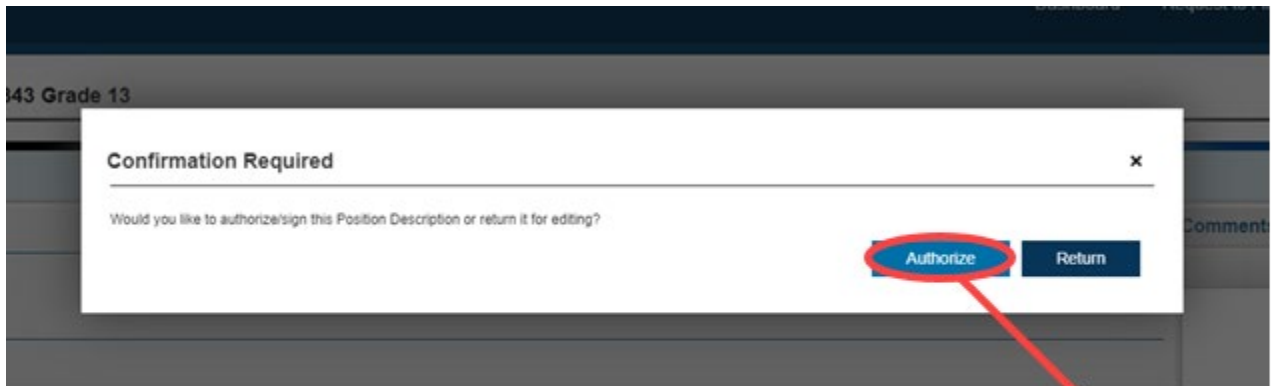 343 Grade 13
Confirmation Required ×
Would you like to authorize/sign this Position Description or return it for editing?
Comments
Authorize Return